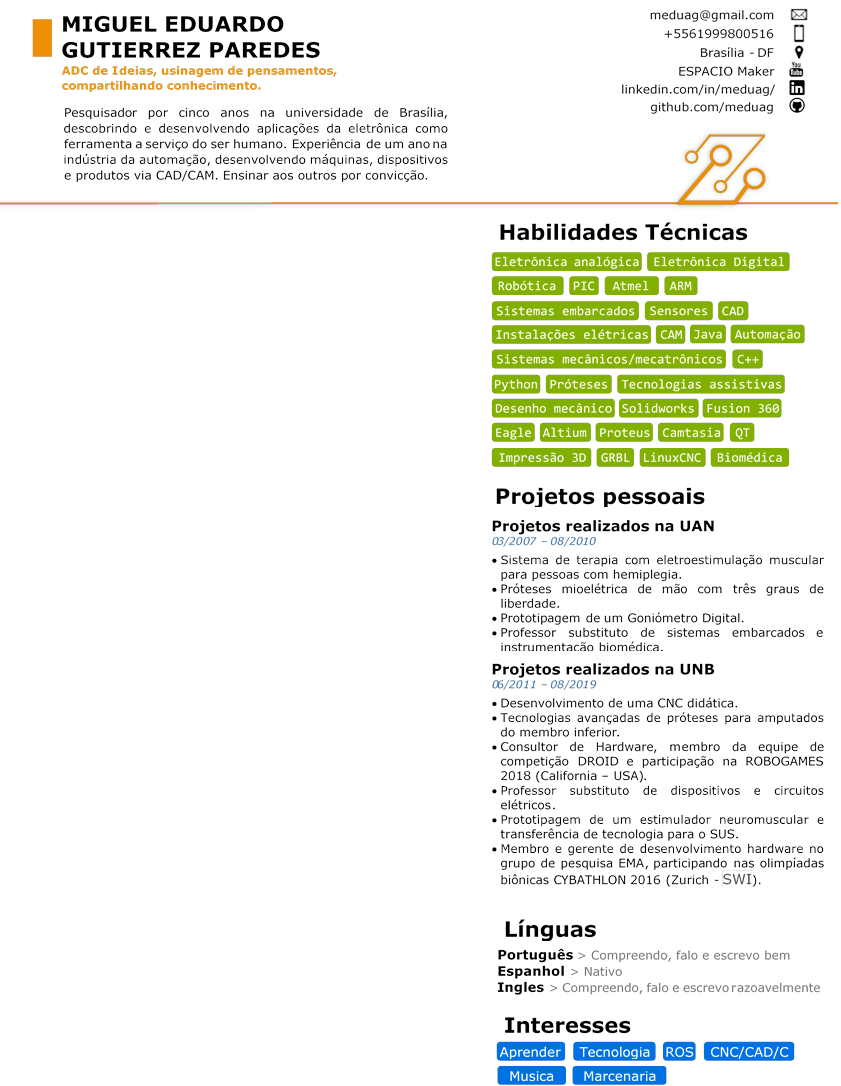 MIGUEL EDUARDO
GUTIERREZ PAREDES
ADC de Ideias, usinagem de pensamentos,
compartilhando conhecimento.
Pesquisador por cinco anos na universidade de Brasília,
descobrindo e desenvolvendo aplicações da eletrônica como
ferramenta a serviço do ser humano. Experiência de um ano na
indústria da automação, desenvolvendo máquinas, dispositivos
e produtos via CAD/CAM. Ensinar aos outros por convicção.
meduag@gmail.com
+5561999800516
Brasília - DF
You
Tube
ESPACIO Maker
linkedin.com/in/meduag/
in
github.com/meduag
Habilidades Técnicas
Eletrônica analógica Eletrônica Digital
Robótica PIC Atmel ARM
Sistemas embarcados Sensores CAD
Instalações elétricas CAM Java Automação
Sistemas mecânicos/mecatrônicos C++
Python Próteses Tecnologias assistivas
Desenho mecânico Solidworks Fusion 360
Eagle Altium Proteus Camtasia QT
Impressão 3D GRBL LinuxCNC Biomédica
Projetos pessoais
Projetos realizados na UAN
03/2007 – 08/2010
• Sistema de terapia com eletroestimulação muscular
para pessoas com hemiplegia.
• Próteses mioelétrica de mão com três graus de
liberdade.
• Prototipagem de um Goniómetro Digital.
• Professor substituto de sistemas embarcados e
instrumentação biomédica.
Projetos realizados na UNB
06/2011 – 08/2019
• Desenvolvimento de uma CNC didática.
• Tecnologias avançadas de próteses para amputados
do membro inferior.
• Consultor de Hardware, membro da equipe de
competição DROID e participação na ROBOGAMES
2018 (California – USA).
• Professor substituto de dispositivos e circuitos
elétricos.
• Prototipagem de um estimulador neuromuscular e
transferência de tecnologia para o SUS.
• Membro e gerente de desenvolvimento hardware no
grupo de pesquisa EMA, participando nas olimpíadas
biônicas CYBATHLON 2016 (Zurich - SWI).
Línguas
Português > Compreendo, falo e escrevo bem
Espanhol > Nativo
Ingles > Compreendo, falo e escrevo razoavelmente
Interesses
Aprender Tecnologia ROS CNC/CAD/C
Musica Marcenaria